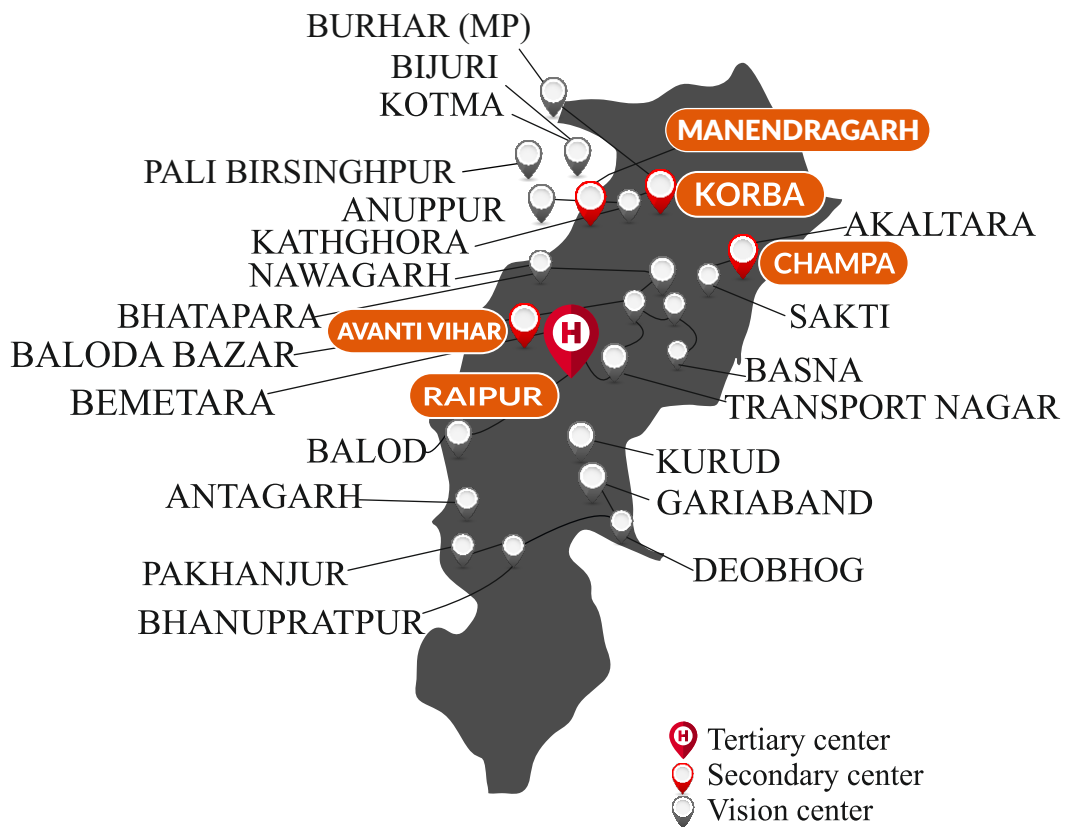 BURHAR (MP)
BIJURI
KOTMA
MANENDRAGARH
PALI BIRSINGHPUR
KORBA
ANUPPUR
AKALTARA
KATHGHORA
CHAMPA
NAWAGARH
BHATAPARA
SAKTI
AVANTI VIHAR
BALODA BAZAR
H
BASNA
BEMETARA
RAIPUR
TRANSPORT NAGAR
BALOD
KURUD
ANTAGARH
GARIABAND
PAKHANJUR
DEOBHOG
BHANUPRATPUR
H Tertiary center
Secondary center
Vision center